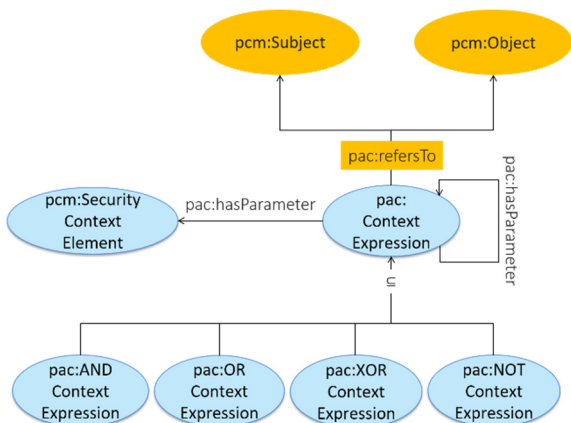 pcm:Subject
pcm:Object
pac:refersTo
pac:hasParameter
pcm:Security
Context
Element
pac:hasParameter
pac:
Context
Expression
⊆
pac:AND
Context
Expression
pac:OR
Context
Expression
pac:XOR
Context
Expression
pac:NOT
Context
Expression